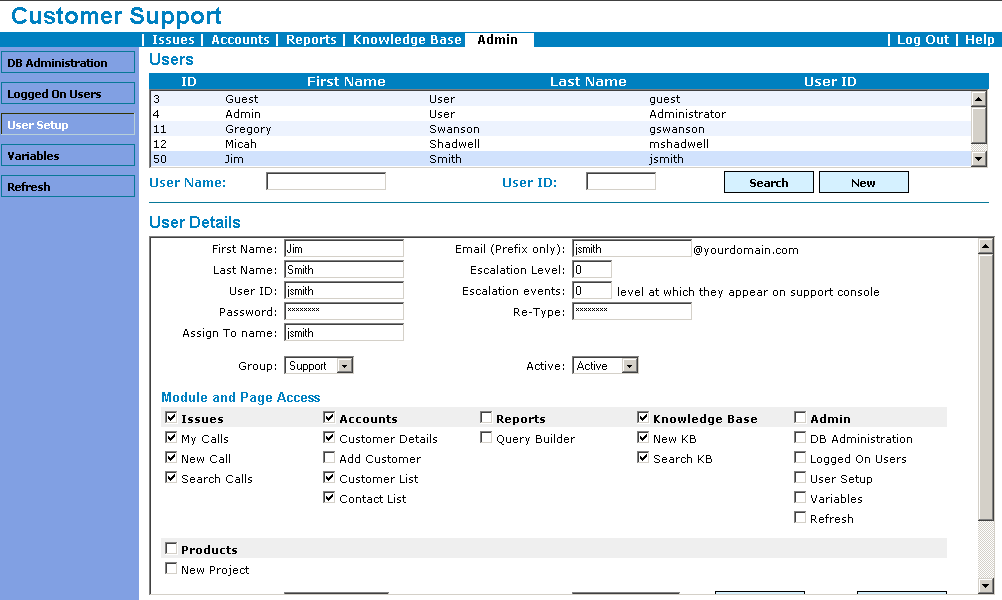 Customer Support
| Issues | Accounts | Reports | Knowledge Base Admin | Log Out | Help
DB Administration
Logged On Users
User Setup
Variables
Refresh
Users
ID First Name Last Name User ID
3 Guest User guest
4 Admin User Administrator
11 Gregory Swanson gswanson
12 Micah Shadwell mshadwell
50 Jim Smith jsmith
User Name: User ID: Search New
User Details
First Name: Jim Email (Prefix only): jsmith @yourdomain.com
Last Name: Smith Escalation Level: 0
User ID: jsmith Escalation events: 0 level at which they appear on support console
Password: ******** Re-Type: ********
Assign To name: jsmith
Group: Support Active: Active
Module and Page Access
Issues Accounts Reports Knowledge Base Admin
My Calls Customer Details Query Builder New KB DB Administration
New Call Add Customer Search KB Logged On Users
Search Calls Customer List User Setup
Contact List Variables
Refresh
Products
New Project